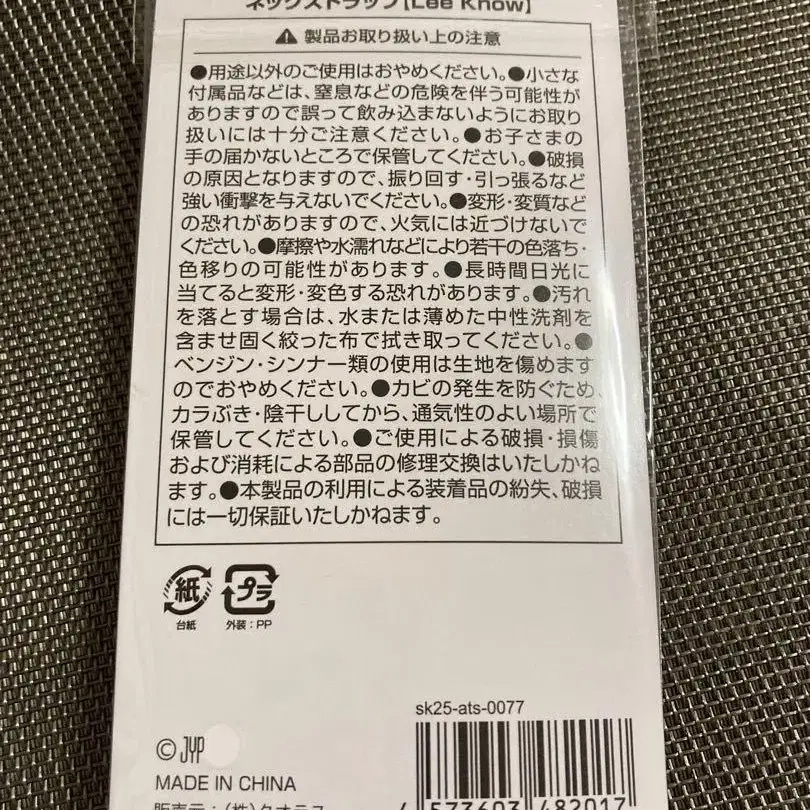 ネックストラップ【Lee Know】
⚠ 製品お取り扱い上の注意
●用途以外のご使用はおやめください。●小さな
付属品などは、窒息などの危険を伴う可能性が
ありますので誤って飲み込まないようにお取り
扱いには十分ご注意ください。●お子さまの
手の届かないところで保管してください。●破損
の原因となりますので、振り回す・引っ張るなど
強い衝撃を与えないでください。●変形・変質など
の恐れがありますので、火気には近づけないで
ください。●摩擦や水濡れなどにより若干の色落ち・
色移りの可能性があります。●長時間日光に
当てると変形・変色する恐れがあります。●汚れ
を落とす場合は、水または薄めた中性洗剤を
含ませ固く絞った布で拭き取ってください。●
ベンジン・シンナー類の使用は生地を傷めます
のでおやめください。●カビの発生を防ぐため、
カラぶき・陰干ししてから、通気性のよい場所で
保管してください。●ご使用による破損・損傷
および消耗による部品の修理交換はいたしかね
ます。●本製品の利用による装着品の紛失、破損
には一切保証いたしかねます。
紙 プラ
台紙 外装:PP
sk25-ats-0077
© JYP
MADE IN CHINA
販売元:(株)クオラス
4 573603 482017